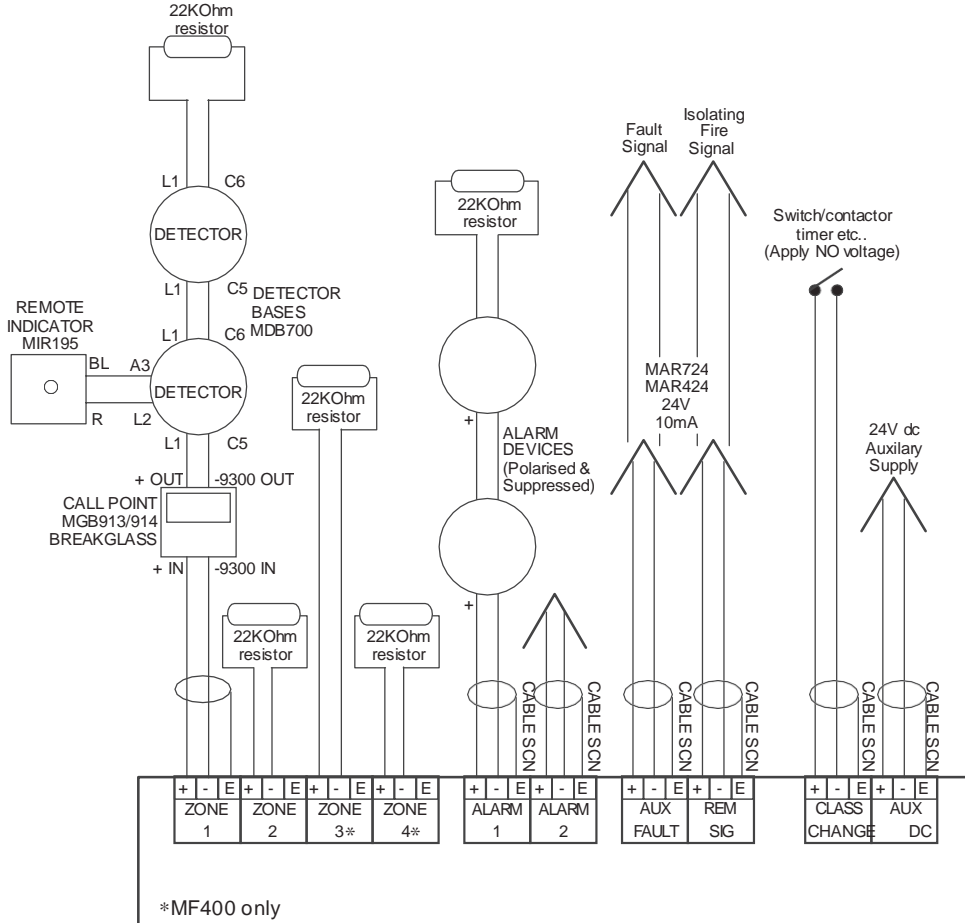 22KOhm
resistor
L1 C6
DETECTOR
L1 C5
DETECTOR
BASES
MDB700
REMOTE
INDICATOR
MIR195
BL A3
R L2
L1 C6
DETECTOR
L1 C5
+ OUT -9300 OUT
CALL POINT
MGB913/914
BREAKGLASS
+ IN -9300 IN
22KOhm
resistor
22KOhm
resistor
22KOhm
resistor
22KOhm
resistor
+
ALARM
DEVICES
(Polarised &
Suppressed)
+
Fault
Signal
Isolating
Fire
Signal
MAR724
MAR424
24V
10mA
Switch/contactor
timer etc..
(Apply NO voltage)
24V dc
Auxilary
Supply
CABLE SCN
CABLE SCN
CABLE SCN
CABLE SCN
CABLE SCN
CABLE SCN
+ - E + - E + - E + - E + - E + - E + - E + - E + - E + - E
ZONE
1
ZONE
2
ZONE
3*
ZONE
4*
ALARM
1
ALARM
2
AUX
FAULT
REM
SIG
CLASS
CHANGE
AUX
DC
*MF400 only